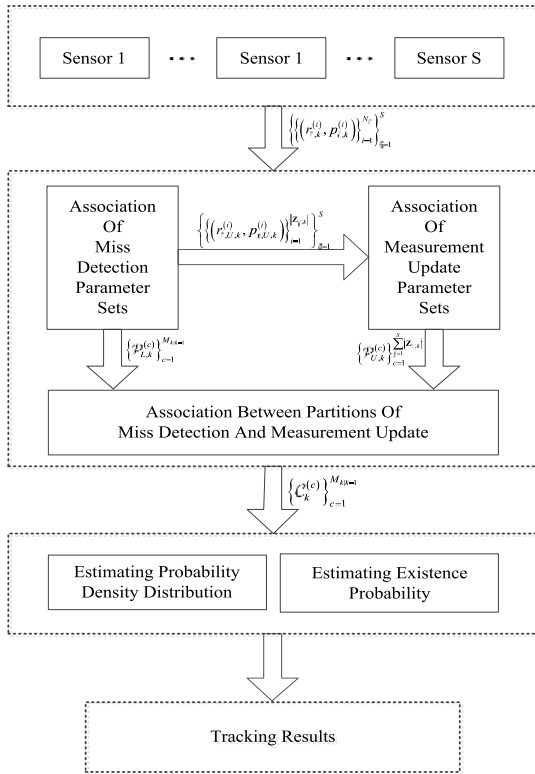 Sensor 1 ··· Sensor 1 ··· Sensor S
Association
Of
Miss
Detection
Parameter
Sets
Association
Of
Measurement
Update
Parameter
Sets
Association Between Partitions Of
Miss Detection And Measurement Update
Estimating Probability
Density Distribution
Estimating Existence
Probability
Tracking Results